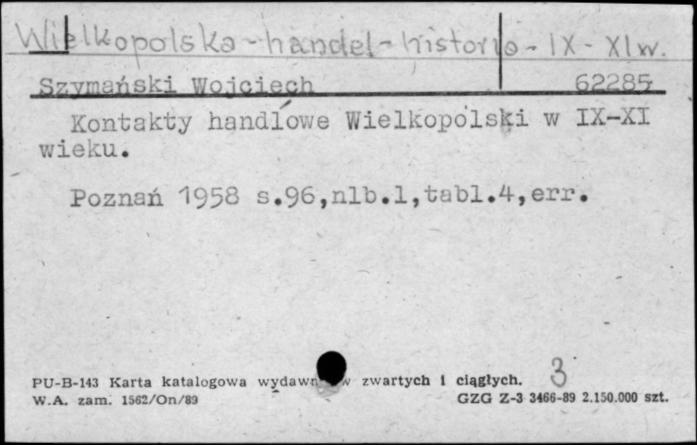 Wielkopolska - handel - historia - IX - XI w.
Szymański Wojciech 62285
Kontakty handlowe Wielkopolski w IX-XI
wieku.
Poznań 1958 s.96,nlb.1,tabl.4,err.
3
PU-B-143 Karta katalogowa zwartych i ciągłych.
W.A. zam. 1562/On/89 GZG Z-3 3466-89 2.150.000 szt.